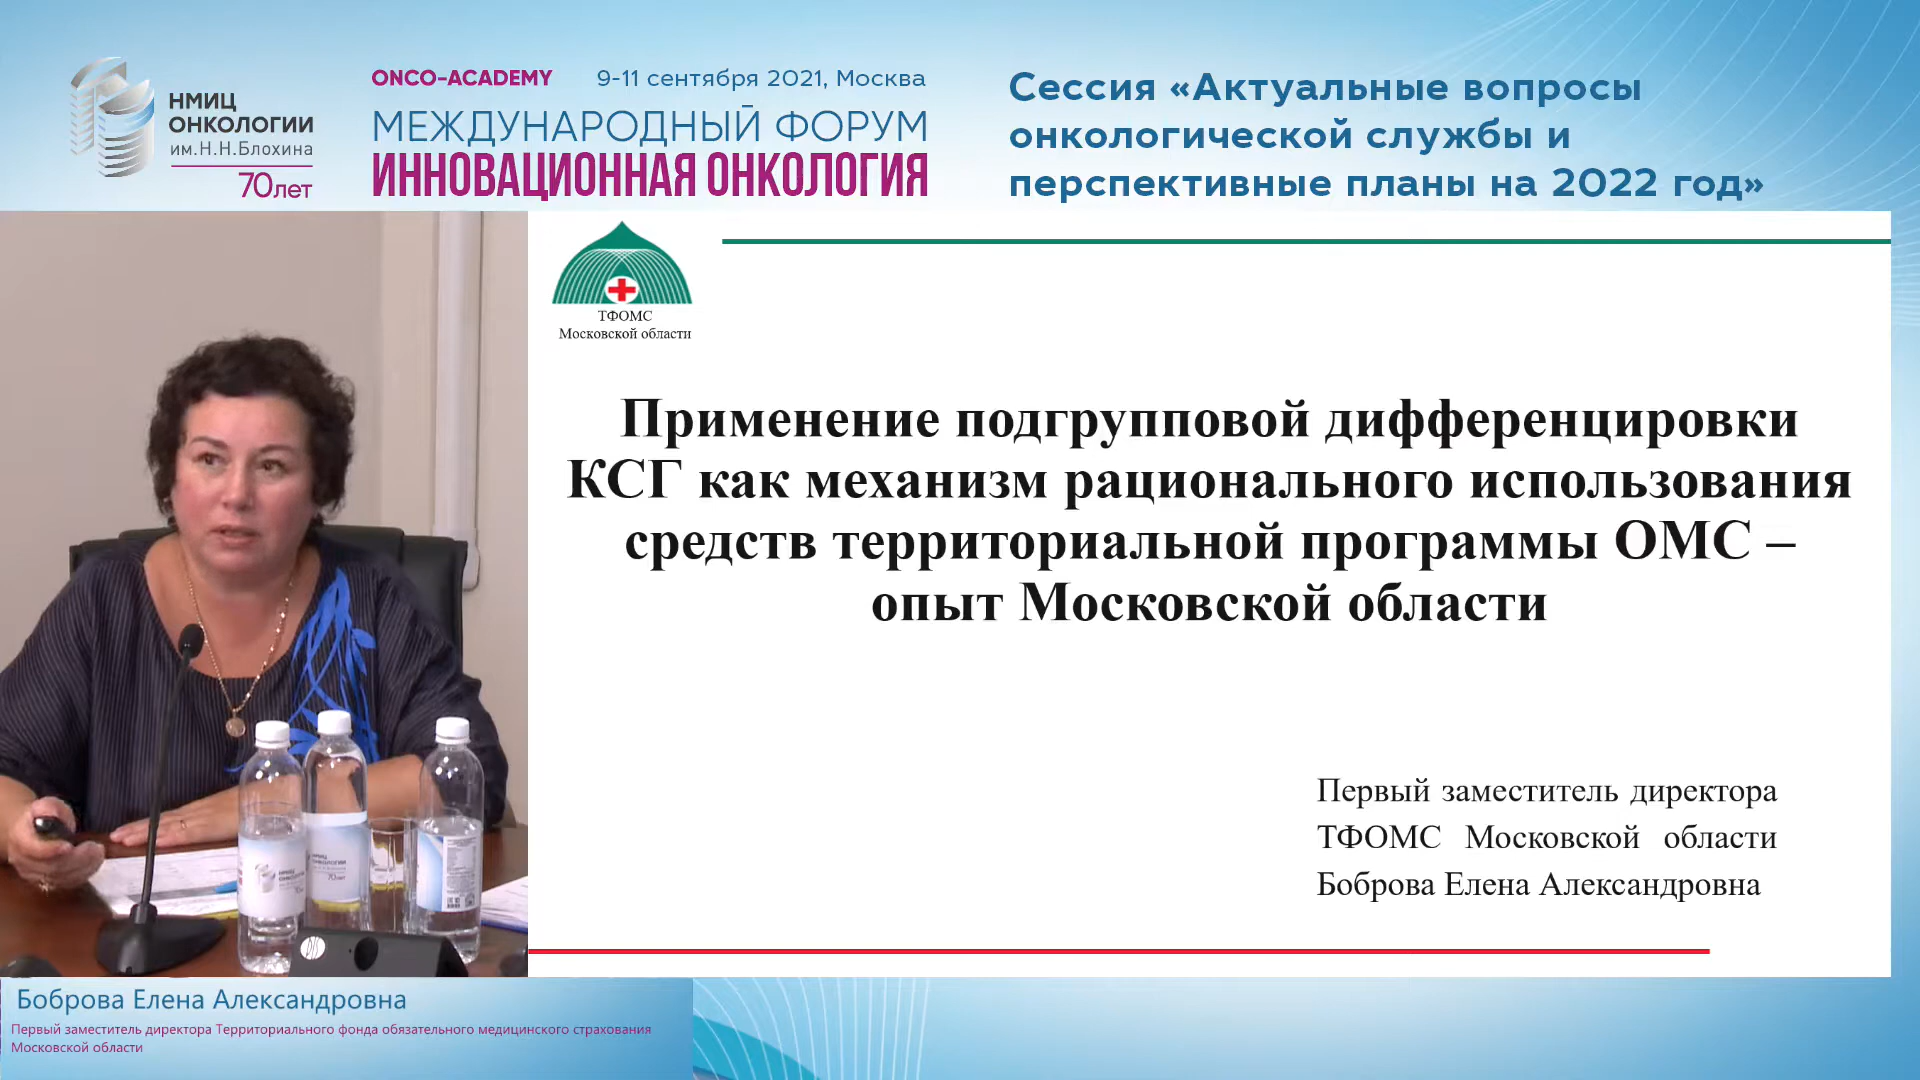 НМИЦ
ОНКОЛОГИИ
им.Н.Н.Блохина
70лет
ONCO-ACADEMY
9-11 сентября 2021, Москва
МЕЖДУНАРОДНЫЙ ФОРУМ
ИННОВАЦИОННАЯ ОНКОЛОГИЯ
Сессия «Актуальные вопросы
онкологической службы и
перспективные планы на 2022 год»
ТФОМС
Московской области
Применение подгрупповой дифференцировки
КСГ как механизм рационального использования
средств территориальной программы ОМС –
опыт Московской области
Первый заместитель директора
ТФОМС Московской области
Боброва Елена Александровна
НМИЦ
ОНКОЛОГИИ
70лет
Боброва Елена Александровна
Первый заместитель директора Территориального фонда обязательного медицинского страхования
Московской области